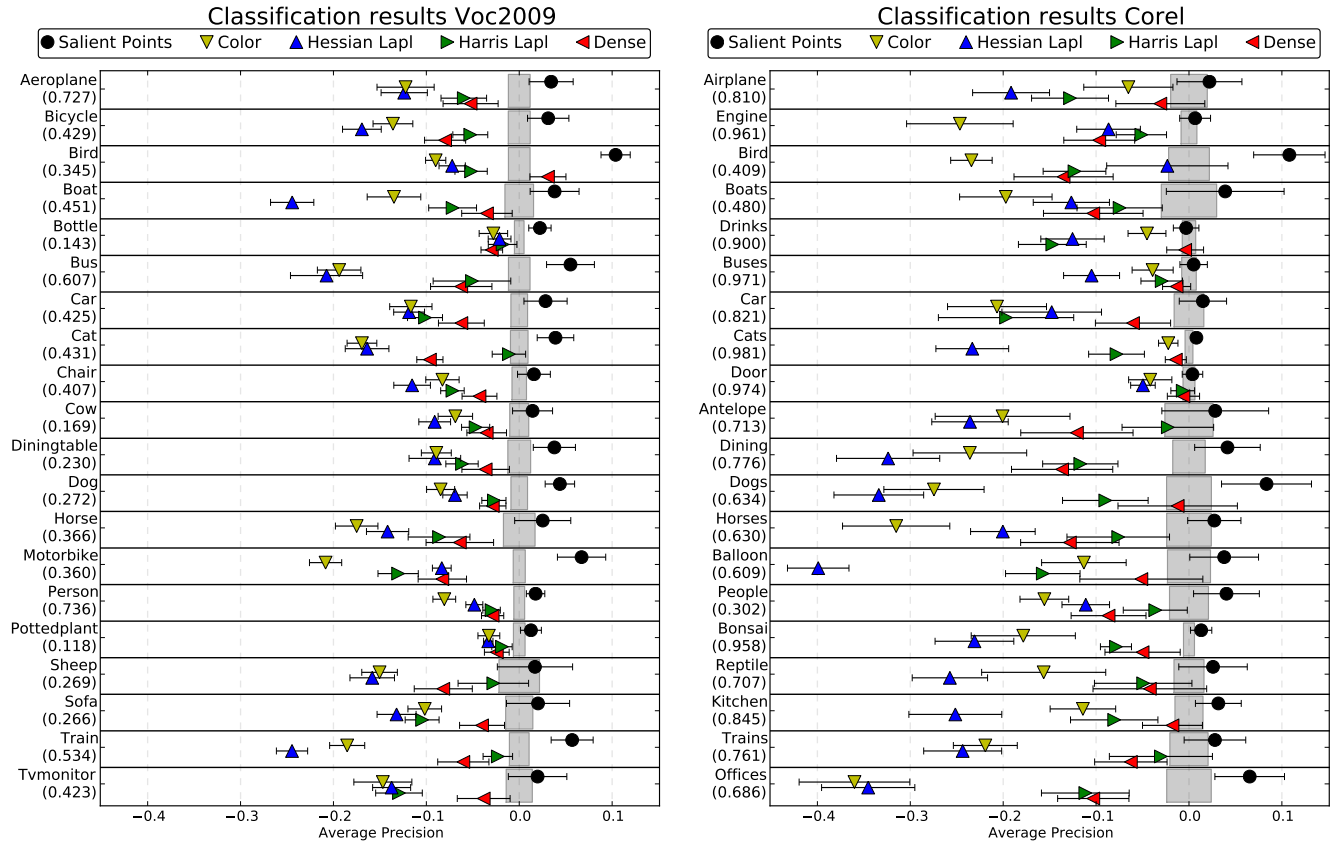 Classification results Voc2009
Salient Points Color Hessian Lapl Harris Lapl Dense
Aeroplane
(0.727)
Bicycle
(0.429)
Bird
(0.345)
Boat
(0.451)
Bottle
(0.143)
Bus
(0.607)
Car
(0.425)
Cat
(0.431)
Chair
(0.407)
Cow
(0.169)
Diningtable
(0.230)
Dog
(0.272)
Horse
(0.366)
Motorbike
(0.360)
Person
(0.736)
Pottedplant
(0.118)
Sheep
(0.269)
Sofa
(0.266)
Train
(0.534)
Tvmonitor
(0.423)
−0.4 −0.3 −0.2 −0.1 −0.0 0.1
Average Precision
Classification results Corel
Salient Points Color Hessian Lapl Harris Lapl Dense
Airplane
(0.810)
Engine
(0.961)
Bird
(0.409)
Boats
(0.480)
Drinks
(0.900)
Buses
(0.971)
Car
(0.821)
Cats
(0.981)
Door
(0.974)
Antelope
(0.713)
Dining
(0.776)
Dogs
(0.634)
Horses
(0.630)
Balloon
(0.609)
People
(0.302)
Bonsai
(0.958)
Reptile
(0.707)
Kitchen
(0.845)
Trains
(0.761)
Offices
(0.686)
−0.4 −0.3 −0.2 −0.1 −0.0 0.1
Average Precision